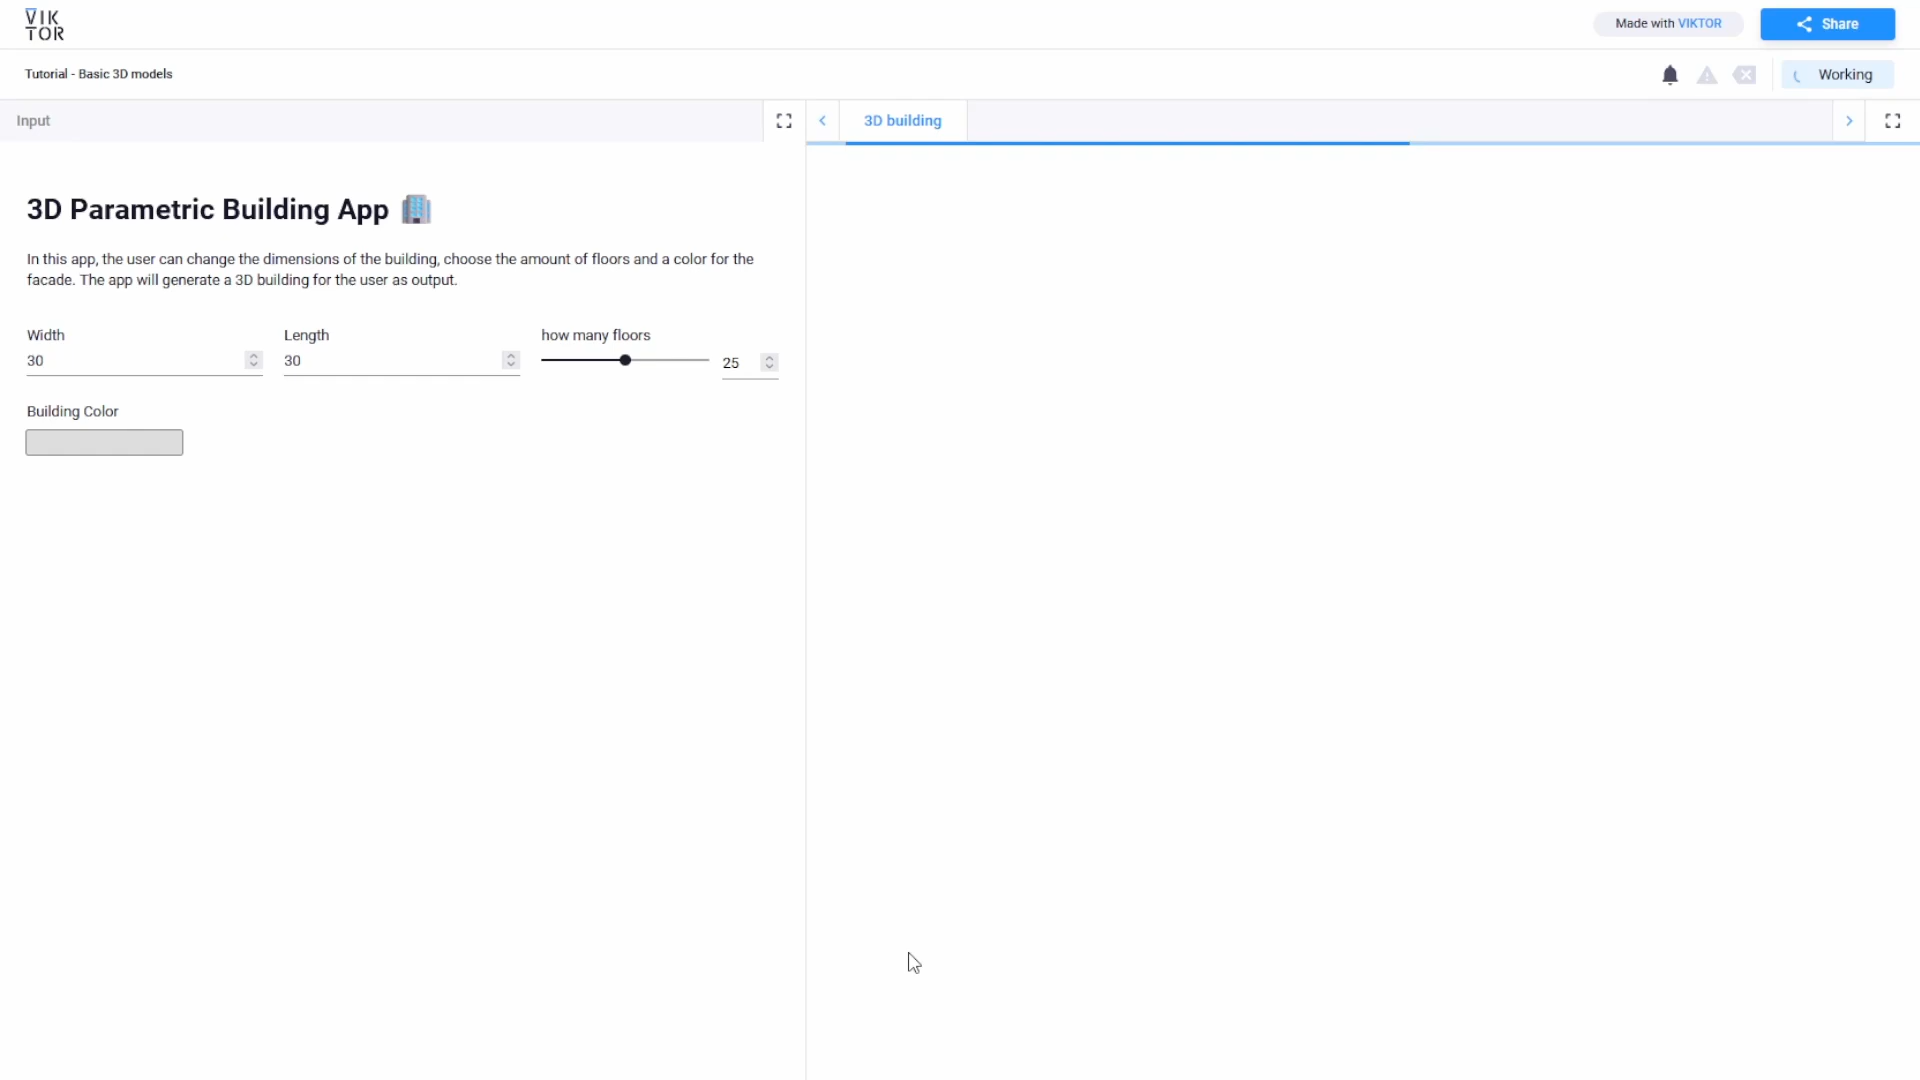 VIK
TOR
Made with VIKTOR
Share
Tutorial - Basic 3D models
Working
Input
3D building
3D Parametric Building App
In this app, the user can change the dimensions of the building, choose the amount of floors and a color for the
facade. The app will generate a 3D building for the user as output.
Width
Length
how many floors
30
30
25
Building Color